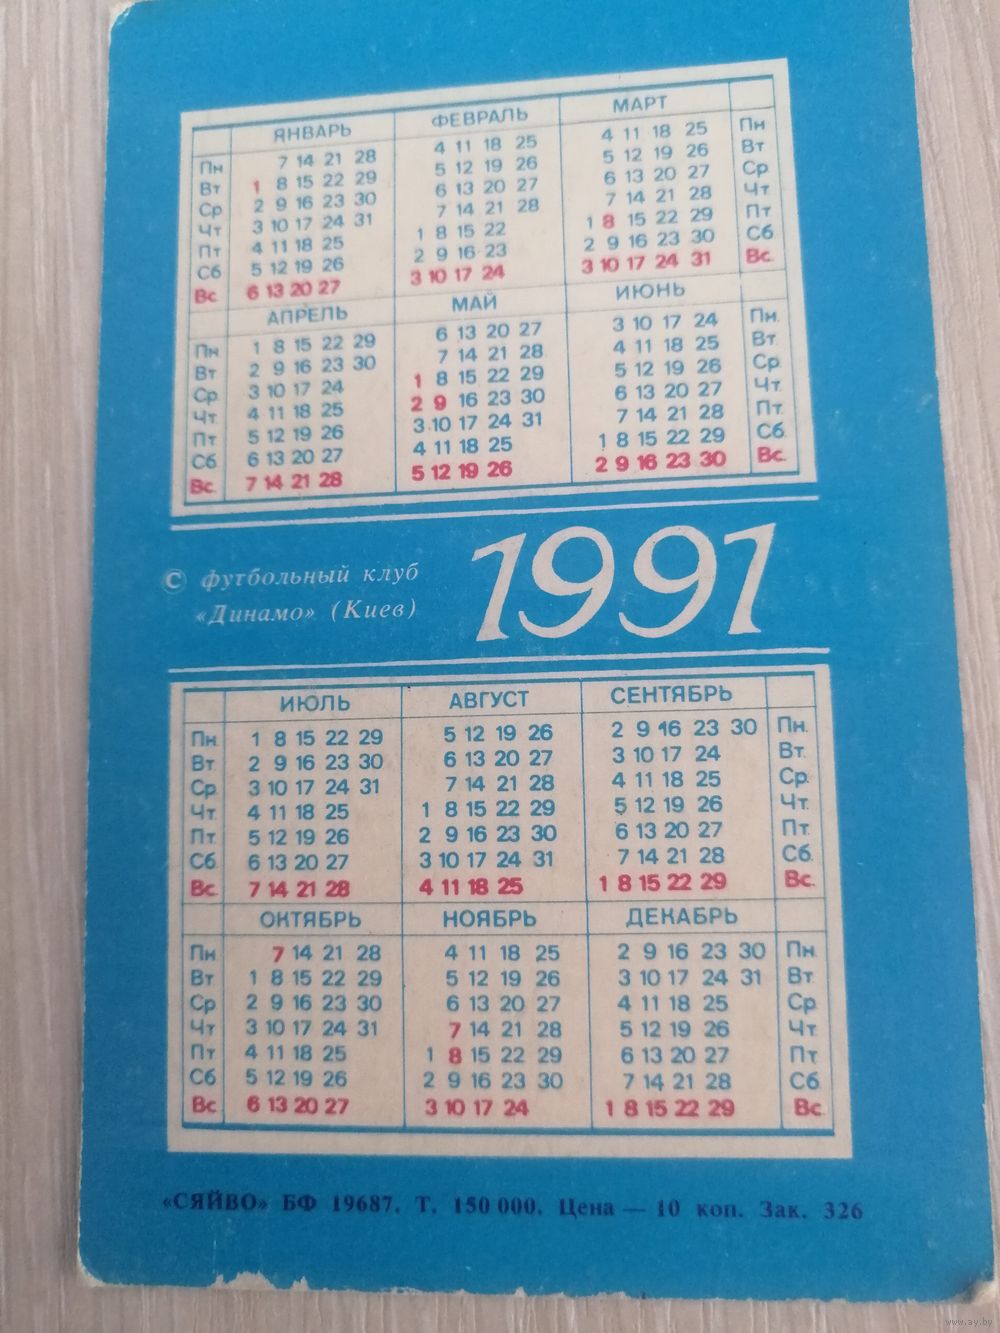 ЯНВАРЬ ФЕВРАЛЬ МАРТ
Пн 7 14 21 28 4 11 18 25 4 11 18 25 Пн
Вт 1 8 15 22 29 5 12 19 26 5 12 19 26 Вт
Ср 2 9 16 23 30 6 13 20 27 6 13 20 27 Ср
Чт 3 10 17 24 31 7 14 21 28 7 14 21 28 Чт
Пт 4 11 18 25 1 8 15 22 1 8 15 22 29 Пт
Сб 5 12 19 26 2 9 16 23 2 9 16 23 30 Сб
Вс 6 13 20 27 3 10 17 24 3 10 17 24 31 Вс
АПРЕЛЬ МАЙ ИЮНЬ
Пн 1 8 15 22 29 6 13 20 27 3 10 17 24 Пн
Вт 2 9 16 23 30 7 14 21 28 4 11 18 25 Вт
Ср 3 10 17 24 1 8 15 22 29 5 12 19 26 Ср
Чт 4 11 18 25 2 9 16 23 30 6 13 20 27 Чт
Пт 5 12 19 26 3 10 17 24 31 7 14 21 28 Пт
Сб 6 13 20 27 4 11 18 25 1 8 15 22 29 Сб
Вс 7 14 21 28 5 12 19 26 2 9 16 23 30 Вс
© футбольный клуб
«Динамо» (Киев)
1991
ИЮЛЬ АВГУСТ СЕНТЯБРЬ
Пн 1 8 15 22 29 5 12 19 26 2 9 16 23 30 Пн
Вт 2 9 16 23 30 6 13 20 27 3 10 17 24 Вт
Ср 3 10 17 24 31 7 14 21 28 4 11 18 25 Ср
Чт 4 11 18 25 1 8 15 22 29 5 12 19 26 Чт
Пт 5 12 19 26 2 9 16 23 30 6 13 20 27 Пт
Сб 6 13 20 27 3 10 17 24 31 7 14 21 28 Сб
Вс 7 14 21 28 4 11 18 25 1 8 15 22 29 Вс
ОКТЯБРЬ НОЯБРЬ ДЕКАБРЬ
Пн 7 14 21 28 4 11 18 25 2 9 16 23 30 Пн
Вт 1 8 15 22 29 5 12 19 26 3 10 17 24 31 Вт
Ср 2 9 16 23 30 6 13 20 27 4 11 18 25 Ср
Чт 3 10 17 24 31 7 14 21 28 5 12 19 26 Чт
Пт 4 11 18 25 1 8 15 22 29 6 13 20 27 Пт
Сб 5 12 19 26 2 9 16 23 30 7 14 21 28 Сб
Вс 6 13 20 27 3 10 17 24 1 8 15 22 29 Вс
«СЯЙВО» БФ 19687. Т. 150 000. Цена — 10 коп. Зак. 326
www.ay.by